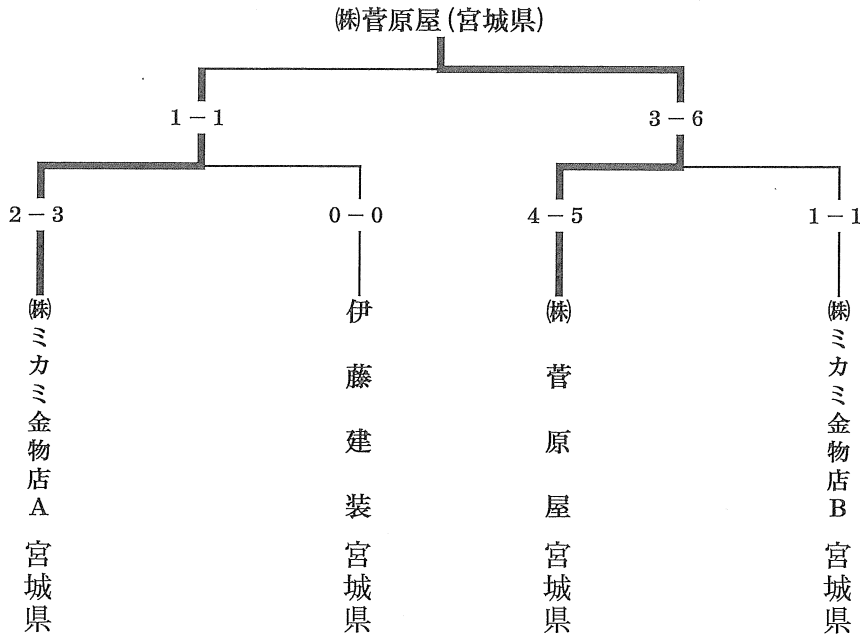 ㈱菅原屋(宮城県)
1-1
3-6
2-3
0-0
4-5
1-1
㈱ミカミ金物店A 宮城県
伊藤建装 宮城県
㈱菅原屋 宮城県
㈱ミカミ金物店B 宮城県